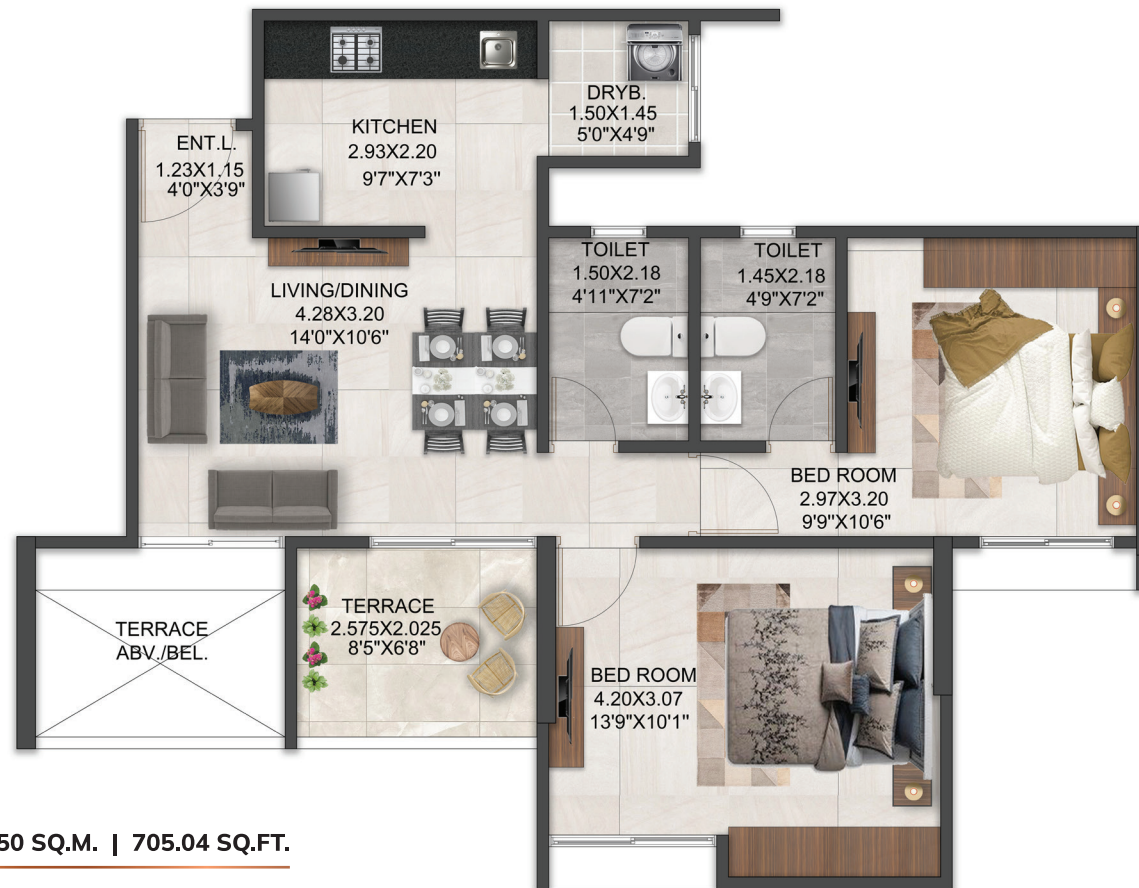 DRYB.
1.50X1.45
5'0"X4'9"
KITCHEN
2.93X2.20
9'7"X7'3"
ENT.L.
1.23X1.15
4'0"X3'9"
TOILET
1.50X2.18
4'11"X7'2"
TOILET
1.45X2.18
4'9"X7'2"
LIVING/DINING
4.28X3.20
14'0"X10'6"
BED ROOM
2.97X3.20
9'9"X10'6"
TERRACE
2.575X2.025
8'5"X6'8"
TERRACE
ABV./BEL.
BED ROOM
4.20X3.07
13'9"X10'1"
50 SQ.M. | 705.04 SQ.FT.